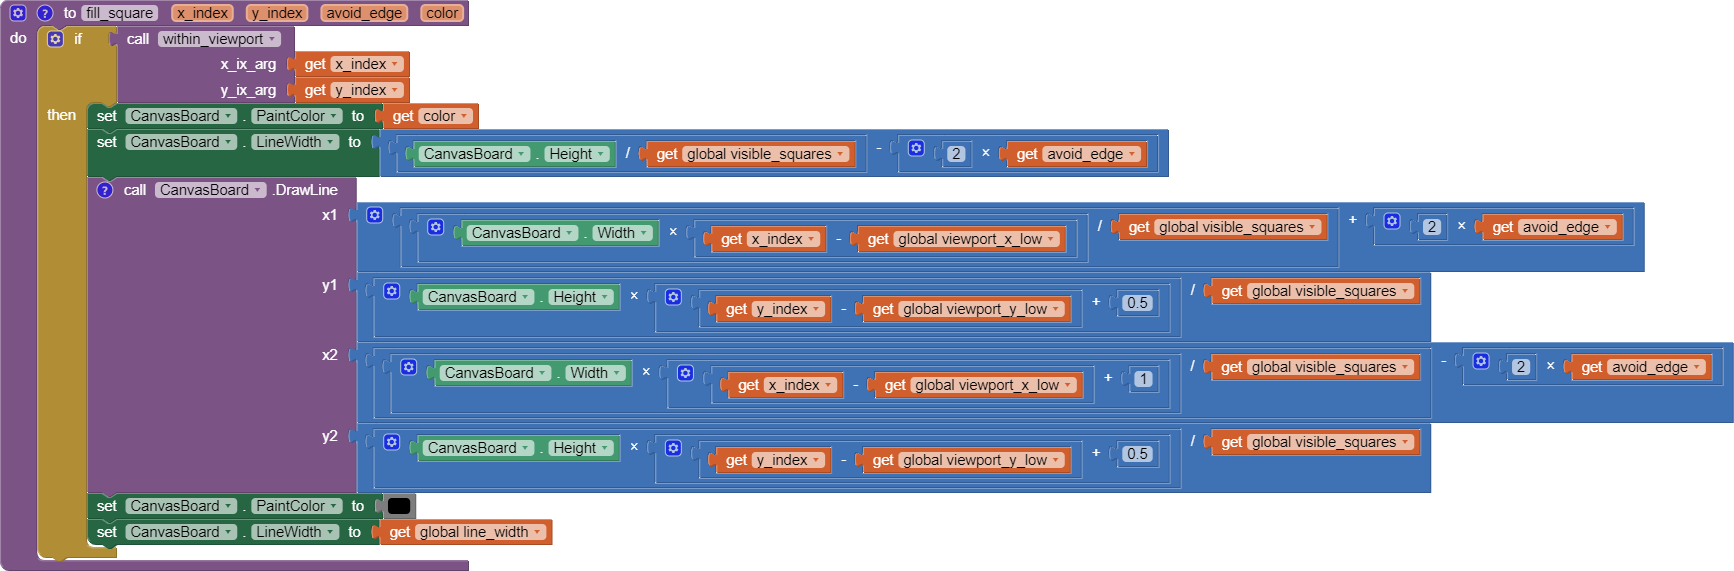 to fill_square x_index y_index avoid_edge color
do if call within_viewport
x_ix_arg get x_index
y_ix_arg get y_index
then set CanvasBoard . PaintColor to get color
set CanvasBoard . LineWidth to CanvasBoard . Height / get global visible_squares - 2 × get avoid_edge
call CanvasBoard .DrawLine
x1 CanvasBoard . Width × get x_index - get global viewport_x_low / get global visible_squares + 2 × get avoid_edge
y1 CanvasBoard . Height × get y_index - get global viewport_y_low + 0.5 / get global visible_squares
x2 CanvasBoard . Width × get x_index - get global viewport_x_low + 1 / get global visible_squares - 2 × get avoid_edge
y2 CanvasBoard . Height × get y_index - get global viewport_y_low + 0.5 / get global visible_squares
set CanvasBoard . PaintColor to
set CanvasBoard . LineWidth to get global line_width